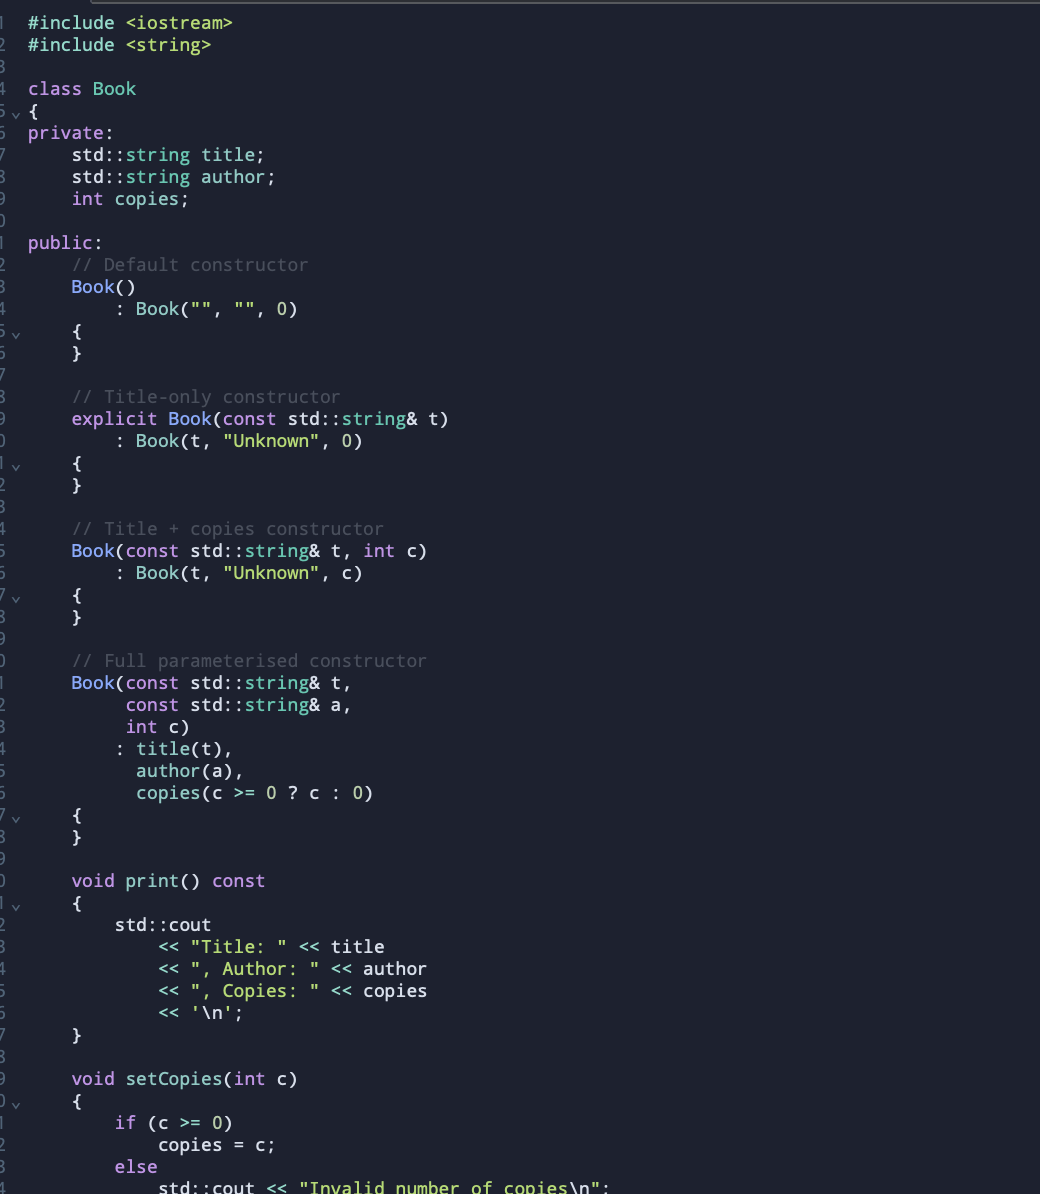 #include <iostream>
#include <string>
class Book
{
private:
    std::string title;
    std::string author;
    int copies;
public:
    // Default constructor
    Book()
        : Book("", "", 0)
    {
    }
    // Title-only constructor
    explicit Book(const std::string& t)
        : Book(t, "Unknown", 0)
    {
    }
    // Title + copies constructor
    Book(const std::string& t, int c)
        : Book(t, "Unknown", c)
    {
    }
    // Full parameterised constructor
    Book(const std::string& t,
         const std::string& a,
         int c)
        : title(t),
          author(a),
          copies(c >= 0 ? c : 0)
    {
    }
    void print() const
    {
        std::cout
            << "Title: " << title
            << ", Author: " << author
            << ", Copies: " << copies
            << '\n';
    }
    void setCopies(int c)
    {
        if (c >= 0)
            copies = c;
        else
            std::cout << "Invalid number of copies\n";